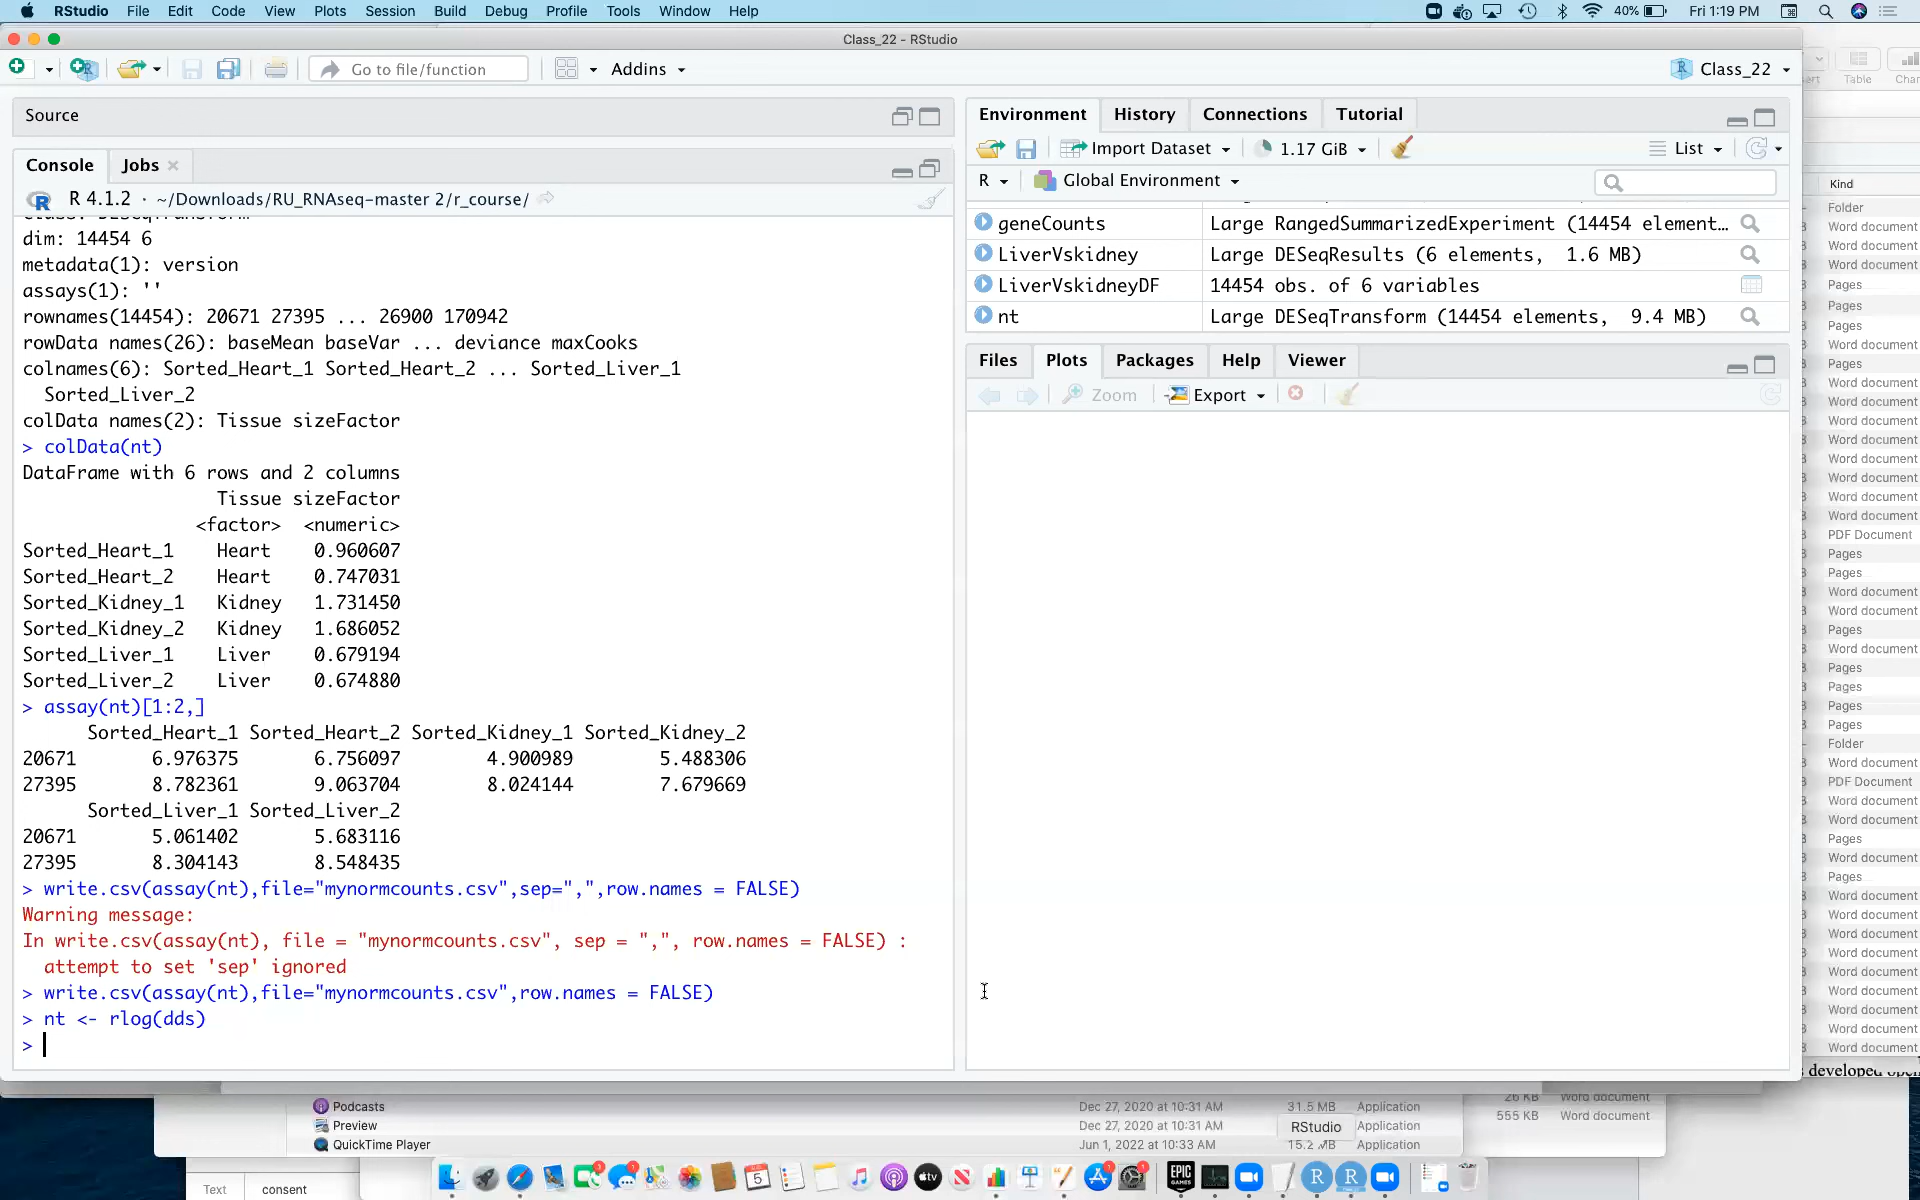 RStudio File Edit Code View Plots Session Build Debug Profile Tools Window Help 40% Fri 1:19 PM
Class_22 - RStudio
Go to file/function Addins Class_22
Table
Source
Console Jobs
R 4.1.2 · ~/Downloads/RU_RNAseq-master 2/r_course/
dim: 14454 6
metadata(1): version
assays(1): ''
rownames(14454): 20671 27395 ... 26900 170942
rowData names(26): baseMean baseVar ... deviance maxCooks
colnames(6): Sorted_Heart_1 Sorted_Heart_2 ... Sorted_Liver_1
Sorted_Liver_2
colData names(2): Tissue sizeFactor
> colData(nt)
DataFrame with 6 rows and 2 columns
Tissue sizeFactor
<factor> <numeric>
Sorted_Heart_1 Heart 0.960607
Sorted_Heart_2 Heart 0.747031
Sorted_Kidney_1 Kidney 1.731450
Sorted_Kidney_2 Kidney 1.686052
Sorted_Liver_1 Liver 0.679194
Sorted_Liver_2 Liver 0.674880
> assay(nt)[1:2,]
Sorted_Heart_1 Sorted_Heart_2 Sorted_Kidney_1 Sorted_Kidney_2
20671 6.976375 6.756097 4.900989 5.488306
27395 8.782361 9.063704 8.024144 7.679669
Sorted_Liver_1 Sorted_Liver_2
20671 5.061402 5.683116
27395 8.304143 8.548435
> write.csv(assay(nt),file="mynormcounts.csv",sep=",",row.names = FALSE)
Warning message:
In write.csv(assay(nt), file = "mynormcounts.csv", sep = ",", row.names = FALSE) :
attempt to set 'sep' ignored
> write.csv(assay(nt),file="mynormcounts.csv",row.names = FALSE)
> nt <- rlog(dds)
>
Environment History Connections Tutorial
Import Dataset 1.17 GiB List
R Global Environment
geneCounts Large RangedSummarizedExperiment (14454 element…
LiverVskidney Large DESeqResults (6 elements, 1.6 MB)
LiverVskidneyDF 14454 obs. of 6 variables
nt Large DESeqTransform (14454 elements, 9.4 MB)
Files Plots Packages Help Viewer
Zoom Export
Kind
Folder
Word document
Word document
Word document
Pages
Pages
Pages
Word document
Pages
Word document
Word document
Word document
Word document
Word document
Word document
Word document
Word document
PDF Document
Pages
Pages
Word document
Word document
Pages
Word document
Pages
Pages
Pages
Pages
Folder
Word document
PDF Document
Word document
Word document
Pages
Word document
Pages
Word document
Word document
Word document
Word document
Word document
Word document
Word document
Word document
Word document
developed
Podcasts Dec 27, 2020 at 10:31 AM 31.5 MB Application
Preview Dec 27, 2020 at 10:31 AM Application
QuickTime Player Jun 1, 2022 at 10:33 AM 15.2 MB Application
RStudio
26 KB Word document
555 KB Word document
Text consent